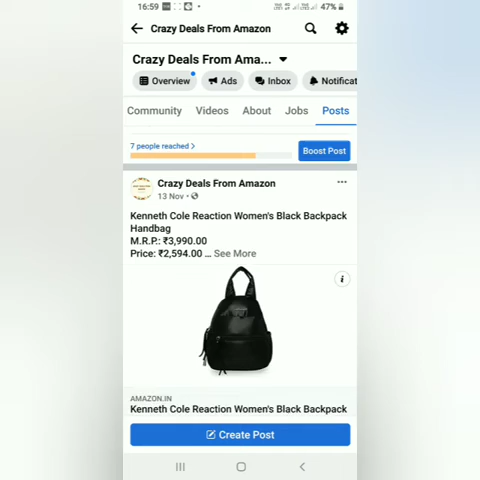 16:59
47%
Crazy Deals From Amazon
Crazy Deals From Ama...
Overview
Ads
Inbox
Notificat
Community
Videos
About
Jobs
Posts
7 people reached >
Boost Post
Crazy Deals From Amazon
13 Nov •
Kenneth Cole Reaction Women's Black Backpack
Handbag
M.R.P.: ₹3,990.00
Price: ₹2,594.00 ... See More
AMAZON.IN
Kenneth Cole Reaction Women's Black Backpack
Create Post